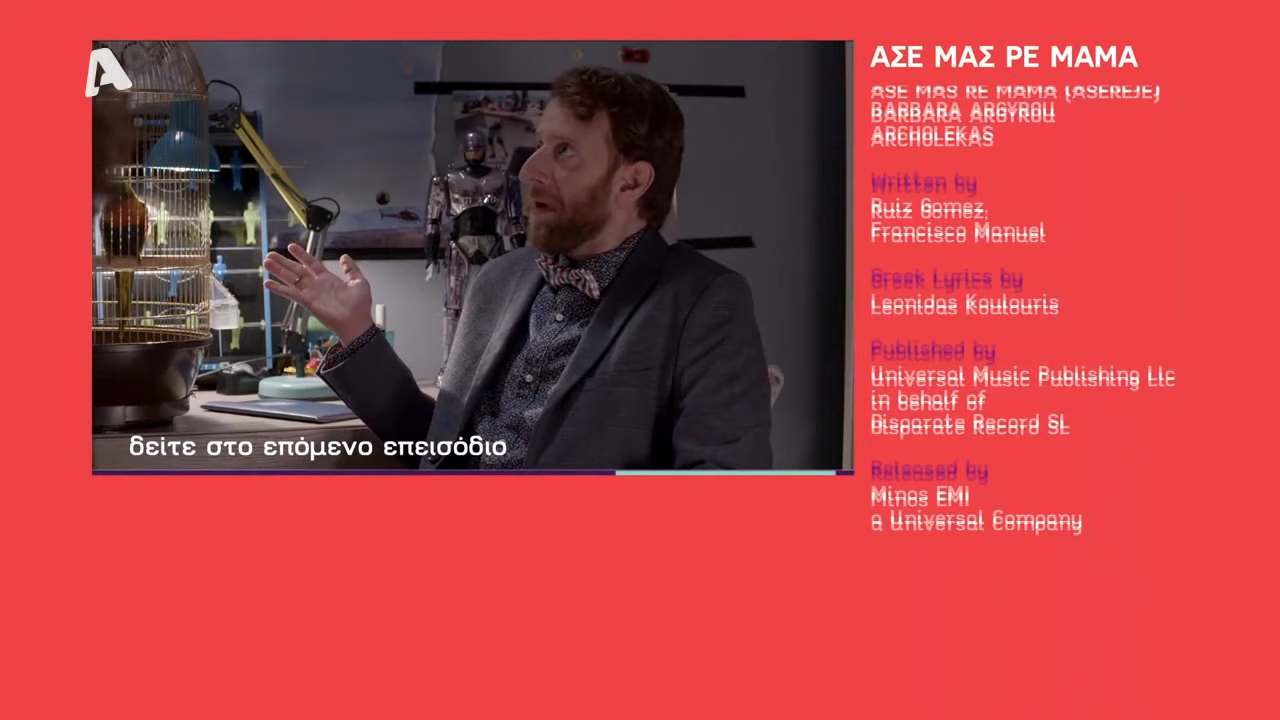 A
δείτε στο επόμενο επεισόδιο
ΑΣΕ ΜΑΣ ΡΕ ΜΑΜΑ
ASE MAS RE MAMA (ASEREJE)
BARBARA ARGYROU
ARCHOLEKAS
Written by
Ruiz Gomez,
Francisco Manuel
Greek Lyrics by
Leonidas Koulouris
Published by
Universal Music Publishing Llc
in behalf of
Disparate Record SL
Released by
Minos EMI
a Universal Company